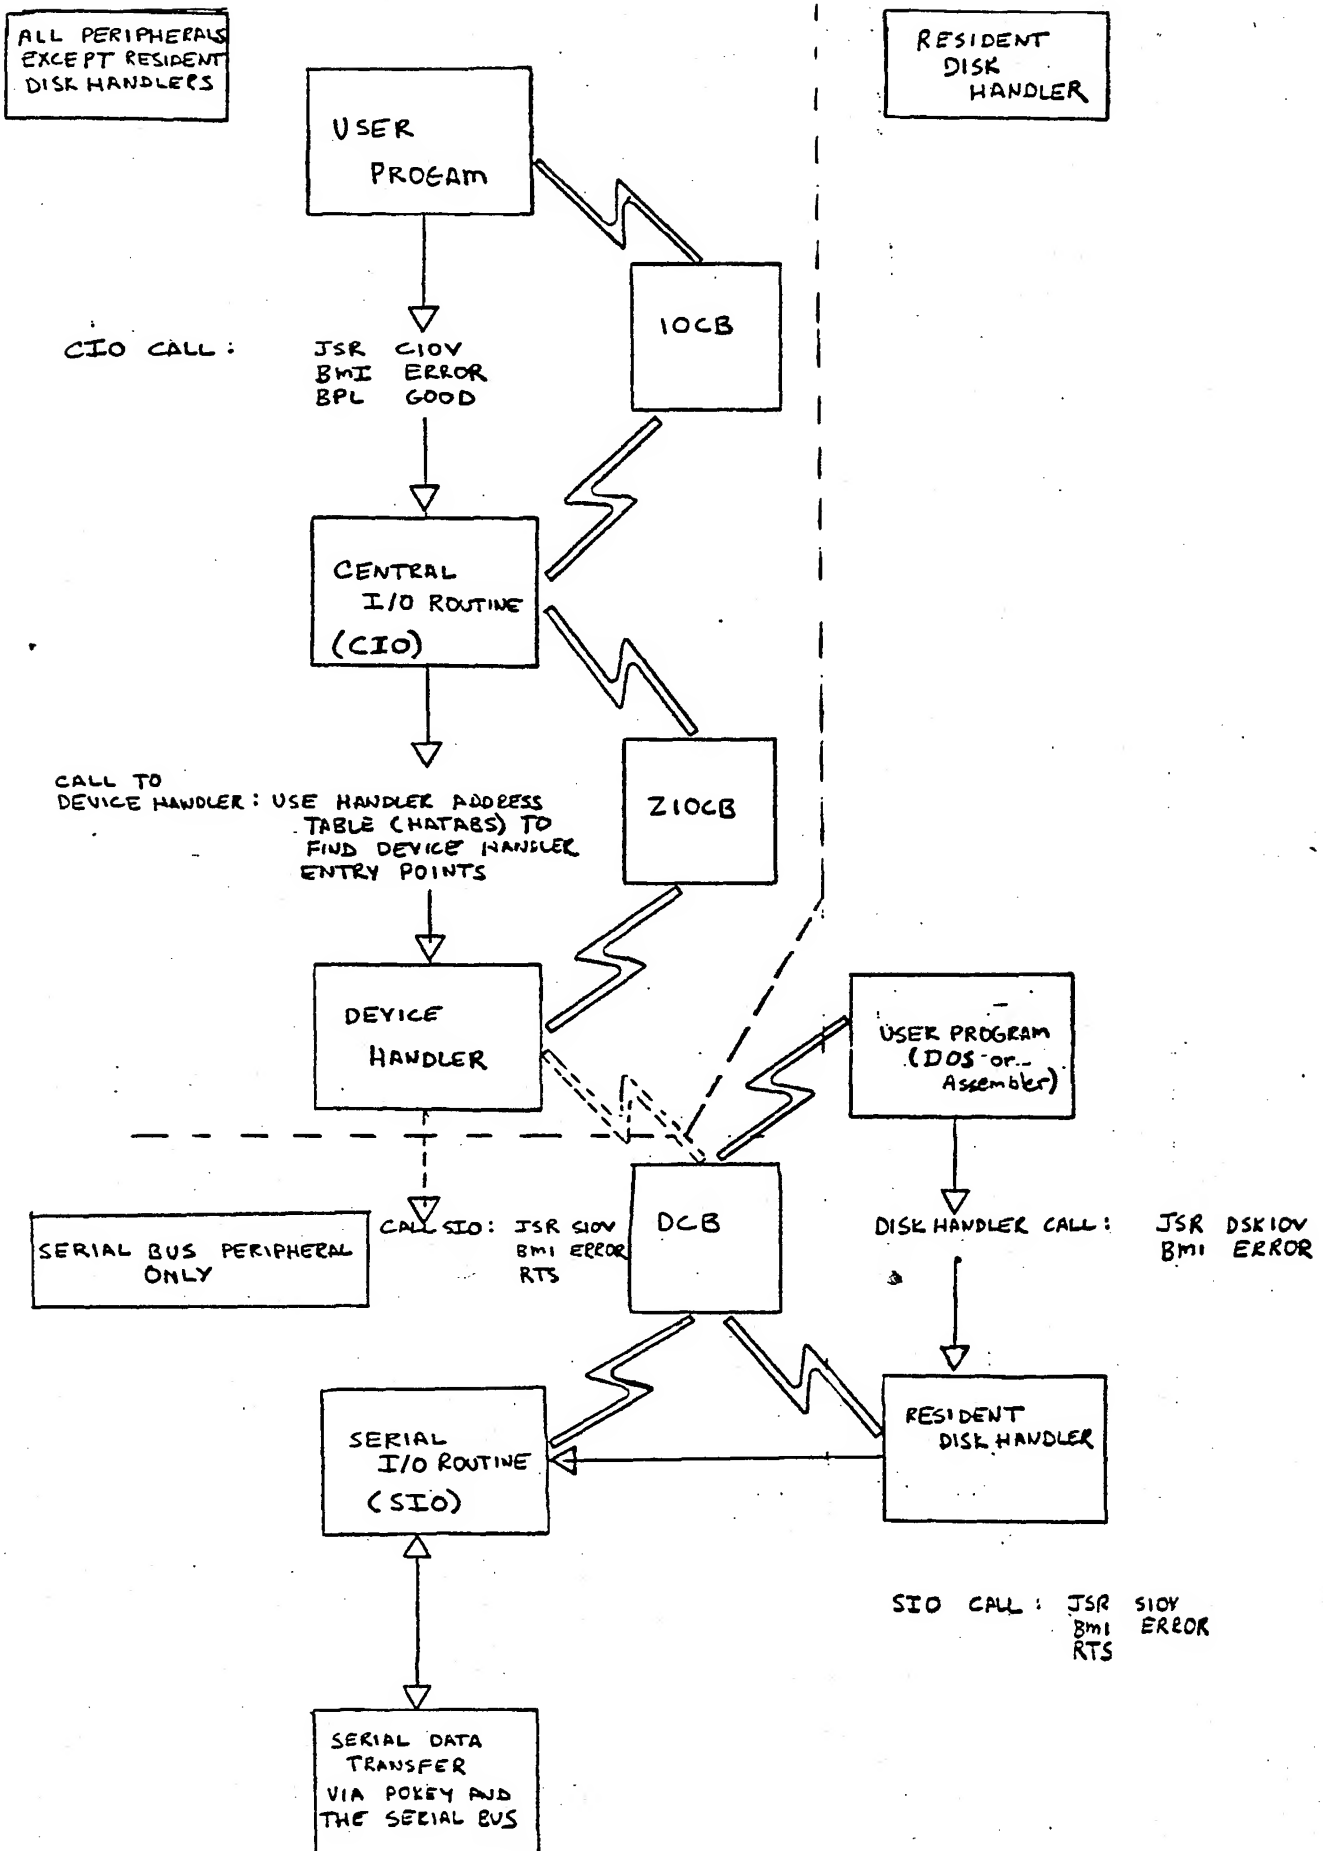 ALL PERIPHERALS
EXCEPT RESIDENT
DISK HANDLERS
RESIDENT
DISK
HANDLER
USER
PROGAM
IOCB
CIO CALL :
JSR CIOV
BMI ERROR
BPL GOOD
CENTRAL
I/O ROUTINE
(CIO)
CALL TO
DEVICE HANDLER : USE HANDLER ADDRESS
TABLE (HATABS) TO
FIND DEVICE HANDLER
ENTRY POINTS
ZIOCB
DEVICE
HANDLER
USER PROGRAM
(DOS or
Assembler)
SERIAL BUS PERIPHERAL
ONLY
CALL SIO: JSR SIOV
BMI ERROR
RTS
DCB
DISK HANDLER CALL : JSR DSKIOV
BMI ERROR
SERIAL
I/O ROUTINE
(SIO)
RESIDENT
DISK HANDLER
SIO CALL : JSR SIOV
BMI ERROR
RTS
SERIAL DATA
TRANSFER
VIA POKEY AND
THE SERIAL BUS